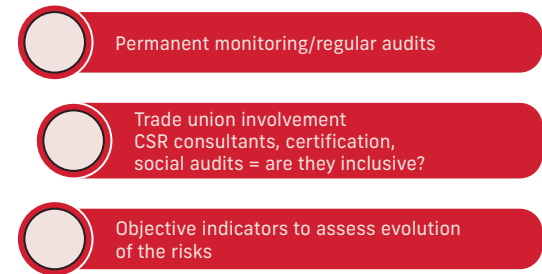 Permanent monitoring/regular audits
Trade union involvement
CSR consultants, certification,
social audits = are they inclusive?
Objective indicators to assess evolution
of the risks